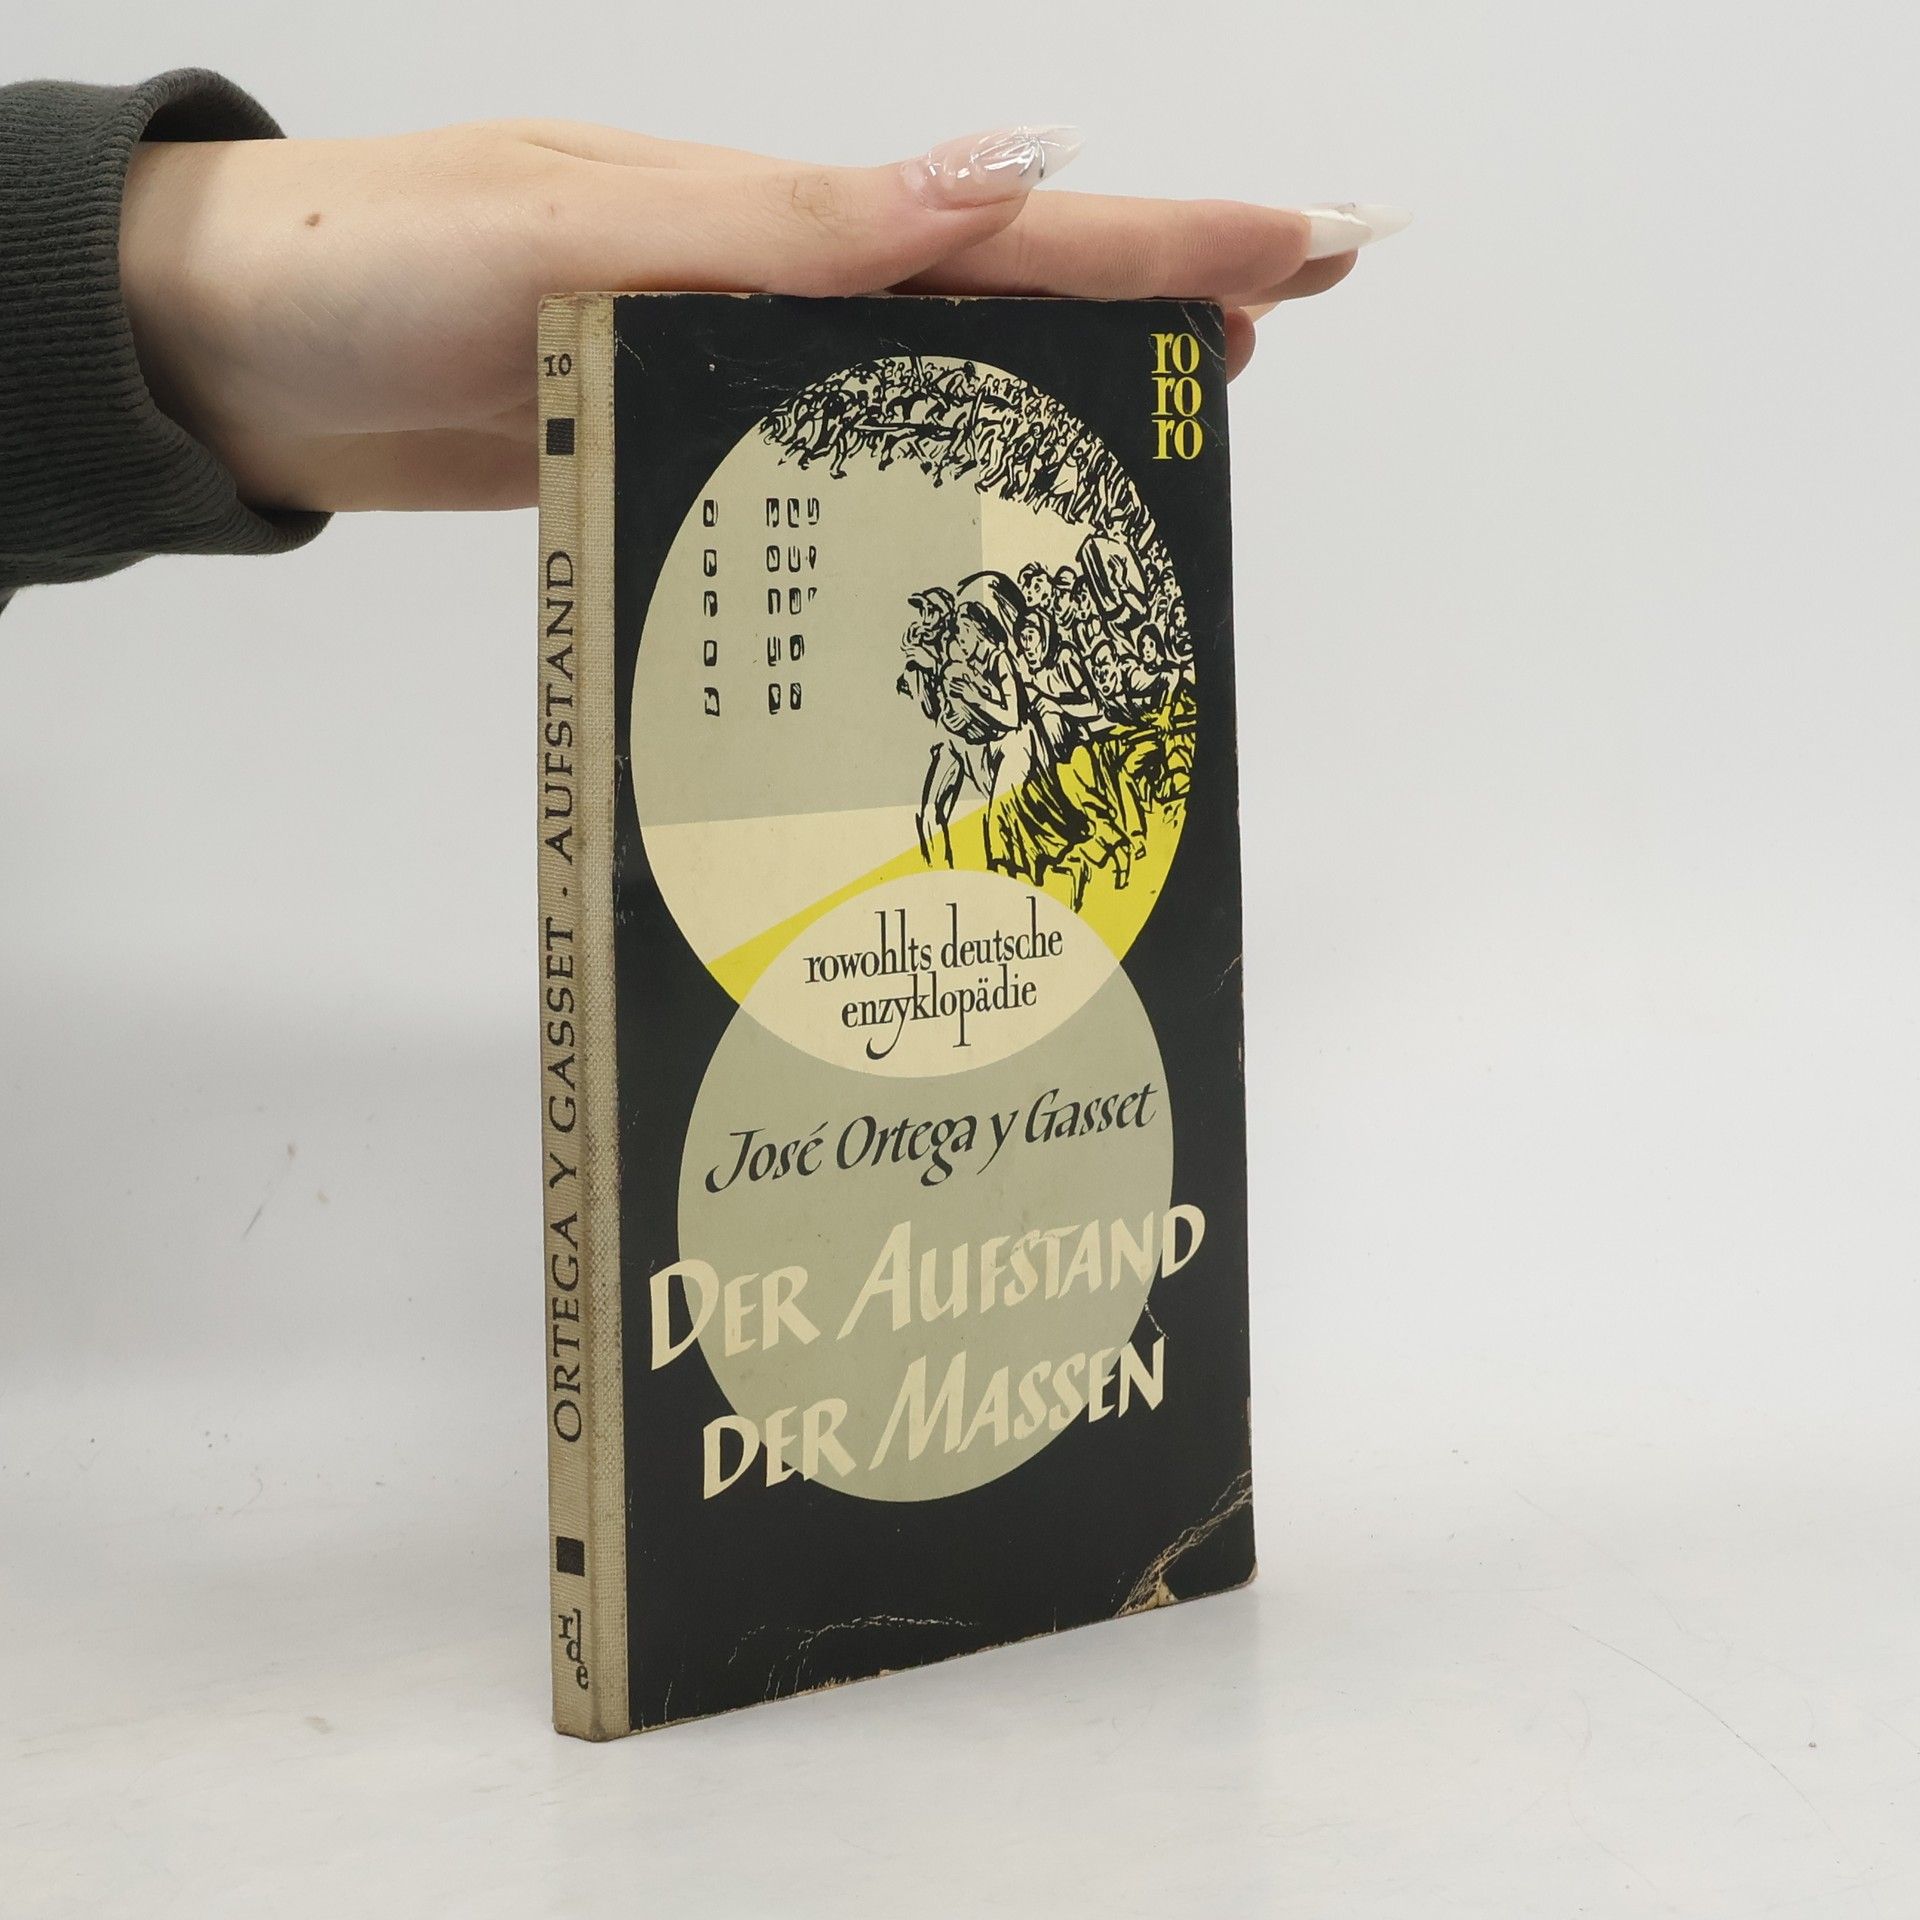 10
ORTEGA Y GASSET · AUFSTAND
rde
ro
ro
ro
rowohlts deutsche
enzyklopädie
José Ortega y Gasset
DER AUFSTAND
DER MASSEN